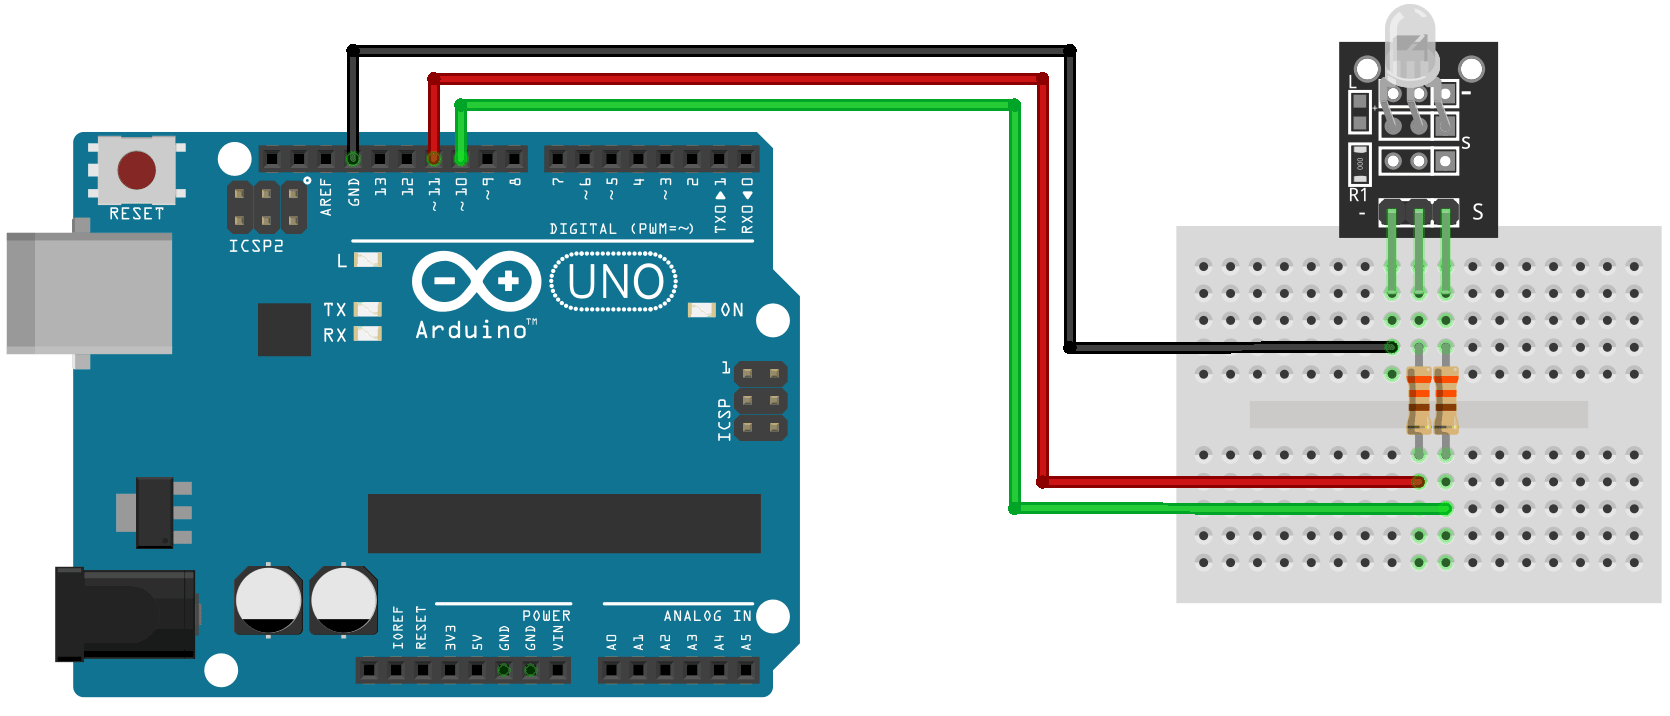 RESET
ICSP2
AREF
GND
13
12
~11
~10
~9
8
7
~6
~5
4
~3
2
TX0▶1
RX0◀0
DIGITAL (PWM=~)
L
TX
RX
UNO
Arduino™
ON
1
ICSP
IOREF
RESET
3V3
5V
GND
GND
VIN
POWER
ANALOG IN
A0
A1
A2
A3
A4
A5
L
-
+
S
000
R1
-
S